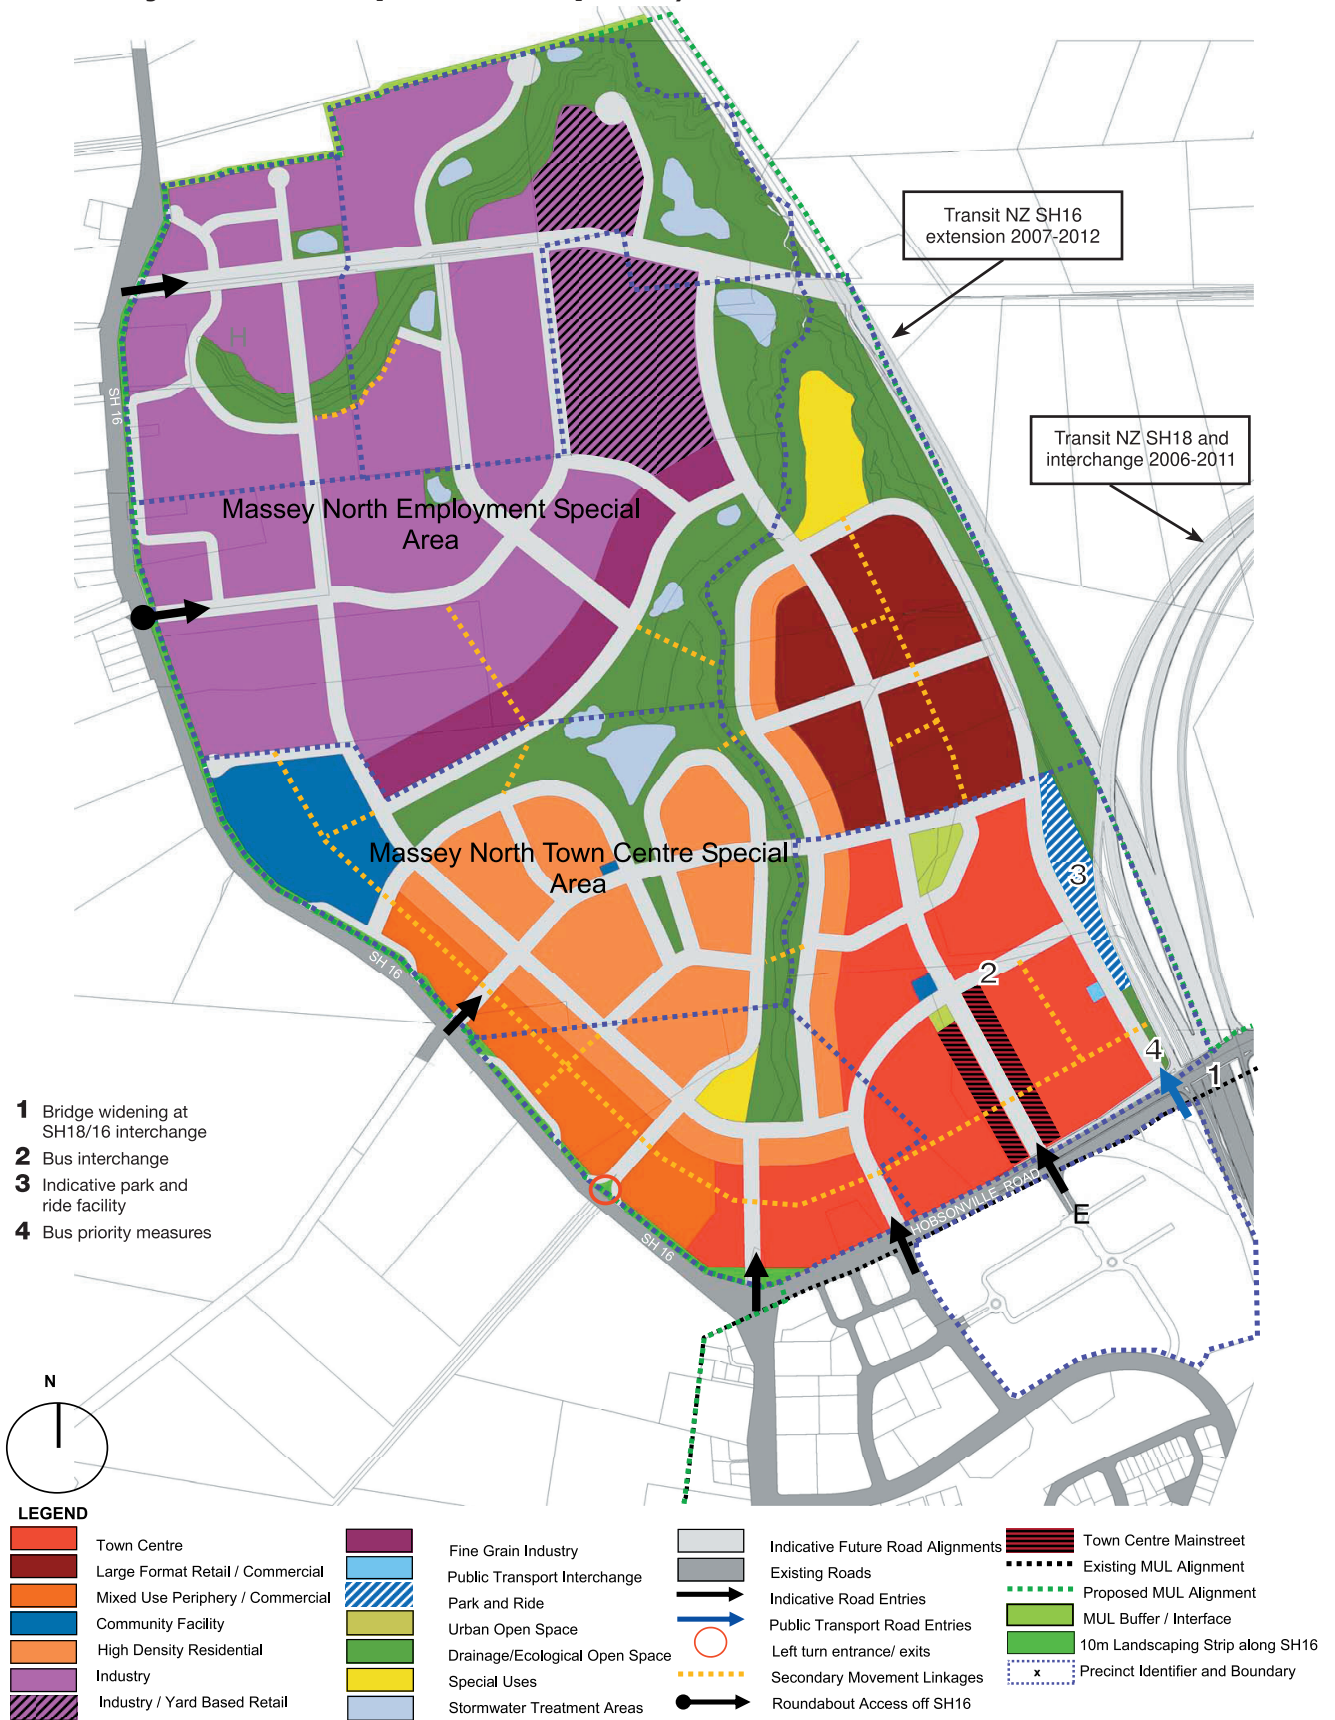 Transit NZ SH16
extension 2007-2012
Transit NZ SH18 and
interchange 2006-2011
H
SH 16
Massey North Employment Special
Area
Massey North Town Centre Special
Area
3
SH 16
2
4
1
1 Bridge widening at
SH18/16 interchange
2 Bus interchange
3 Indicative park and
ride facility
4 Bus priority measures
HOBSONVILLE ROAD
E
SH 16
N
LEGEND
Town Centre
Large Format Retail / Commercial
Mixed Use Periphery / Commercial
Community Facility
High Density Residential
Industry
Industry / Yard Based Retail
Fine Grain Industry
Public Transport Interchange
Park and Ride
Urban Open Space
Drainage/Ecological Open Space
Special Uses
Stormwater Treatment Areas
Indicative Future Road Alignments
Existing Roads
Indicative Road Entries
Public Transport Road Entries
Left turn entrance/ exits
Secondary Movement Linkages
Roundabout Access off SH16
Town Centre Mainstreet
Existing MUL Alignment
Proposed MUL Alignment
MUL Buffer / Interface
10m Landscaping Strip along SH16
x Precinct Identifier and Boundary